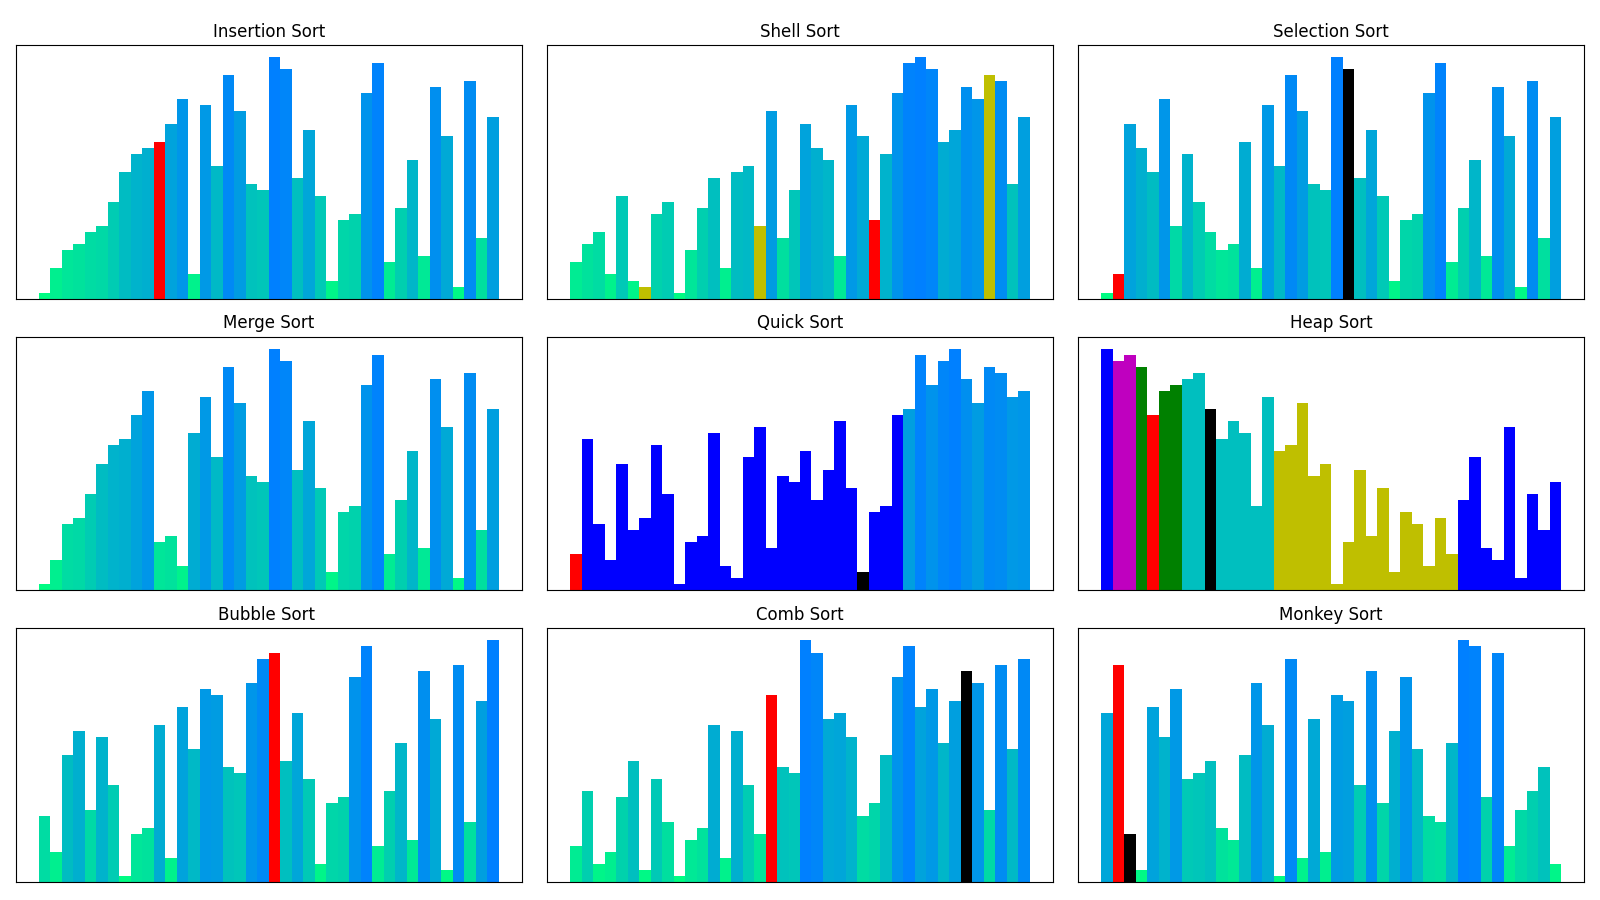 Insertion Sort
Shell Sort
Selection Sort
Merge Sort
Quick Sort
Heap Sort
Bubble Sort
Comb Sort
Monkey Sort